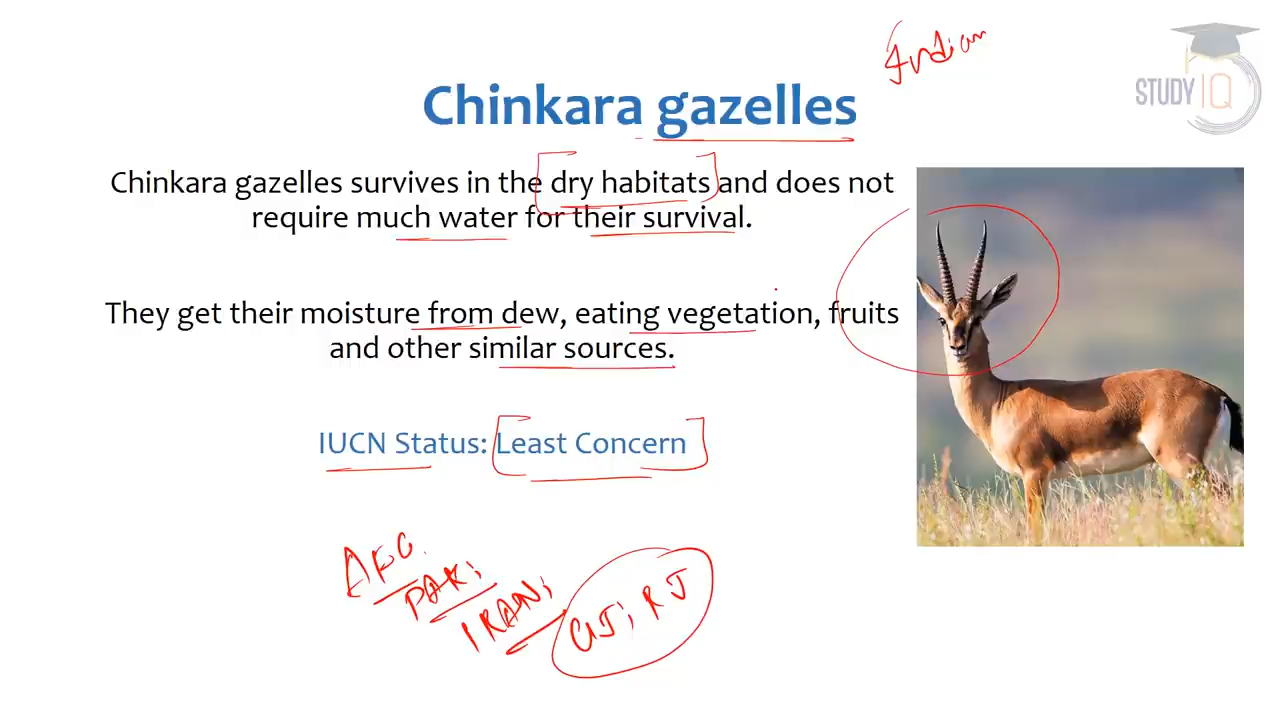 Indian
STUDY IQ
Chinkara gazelles
Chinkara gazelles survives in the dry habitats and does not
require much water for their survival.
They get their moisture from dew, eating vegetation, fruits
and other similar sources.
IUCN Status: Least Concern
AFG.
PAK;
IRAN;
GJ; RJ